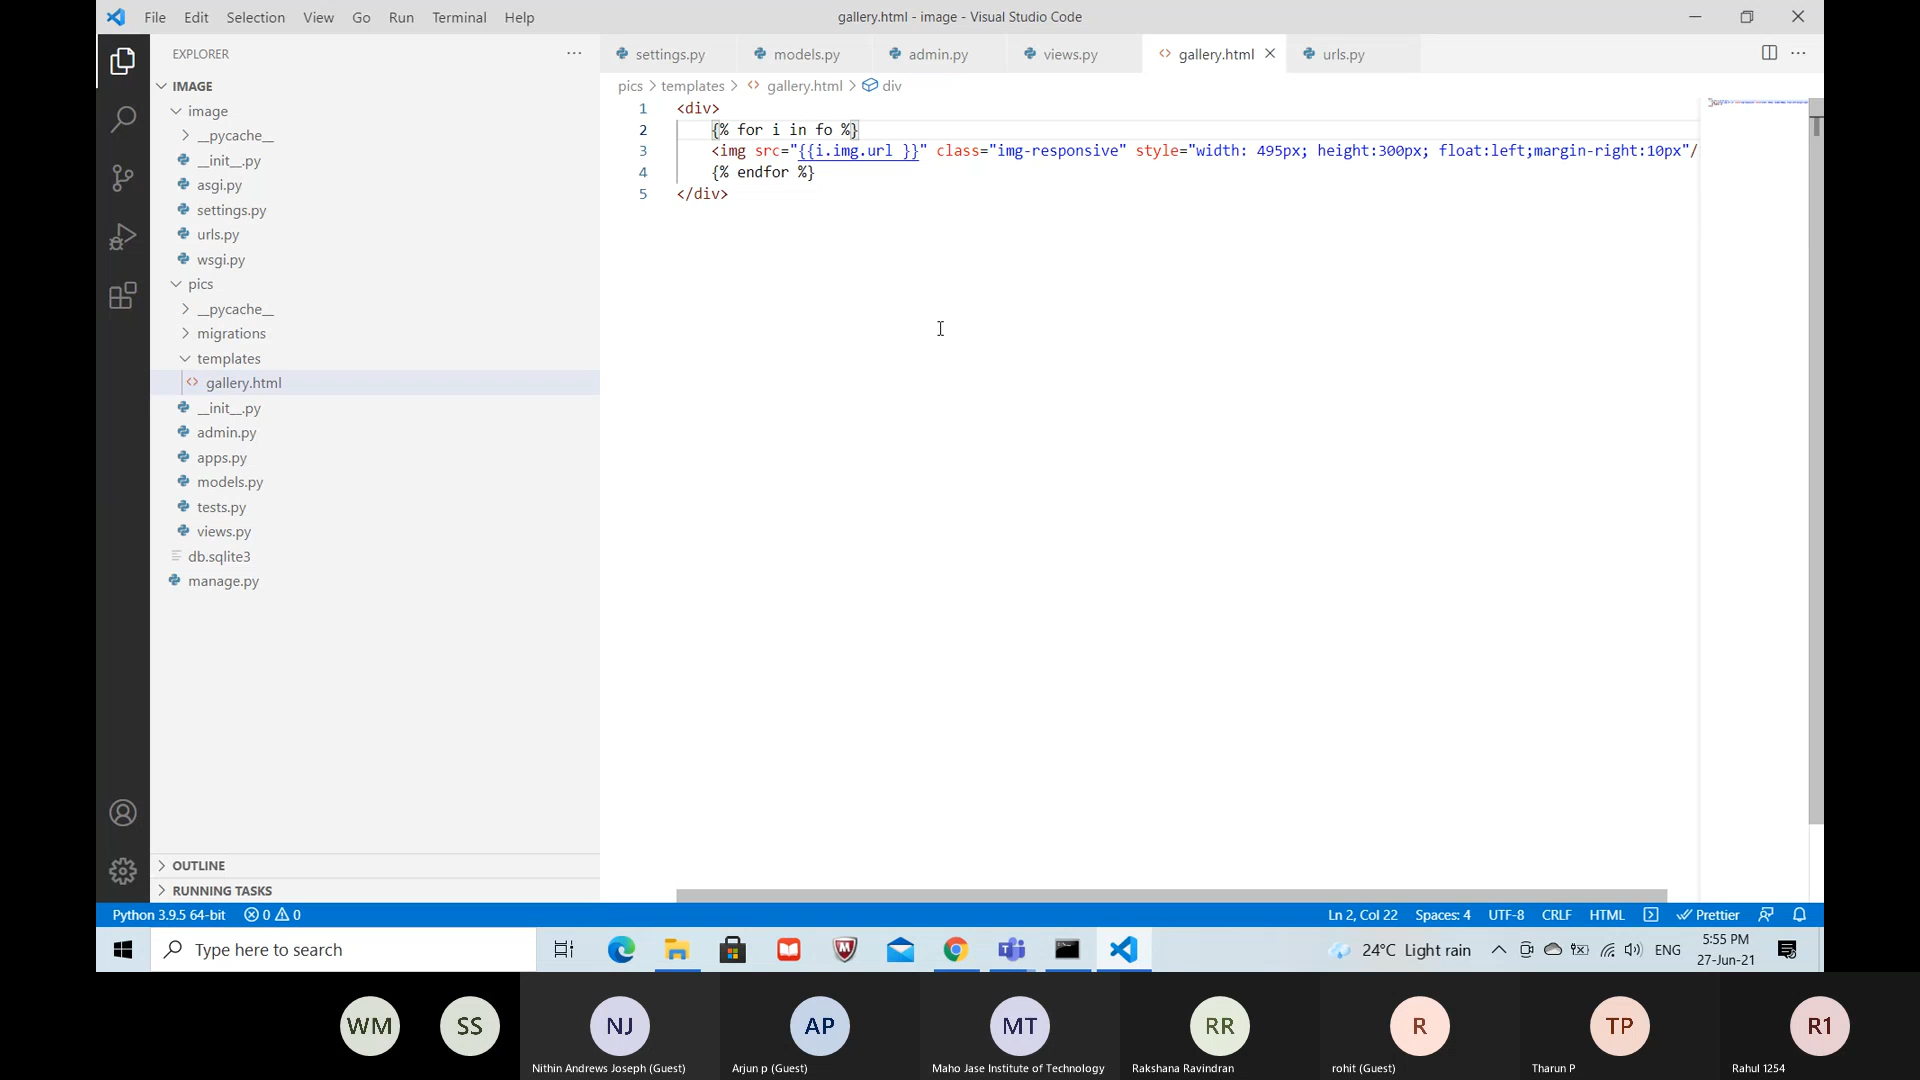 File Edit Selection View Go Run Terminal Help
gallery.html - image - Visual Studio Code
EXPLORER
settings.py
models.py
admin.py
views.py
gallery.html
urls.py
pics > templates > gallery.html > div
IMAGE
image
__pycache__
__init__.py
asgi.py
settings.py
urls.py
wsgi.py
pics
__pycache__
migrations
templates
gallery.html
__init__.py
admin.py
apps.py
models.py
tests.py
views.py
db.sqlite3
manage.py
OUTLINE
RUNNING TASKS
1 <div>
2 {% for i in fo %}
3 <img src="{{i.img.url }}" class="img-responsive" style="width: 495px; height:300px; float:left;margin-right:10px"/
4 {% endfor %}
5 </div>
Python 3.9.5 64-bit 0 0
Ln 2, Col 22 Spaces: 4 UTF-8 CRLF HTML Prettier
Type here to search
24°C Light rain
ENG
5:55 PM
27-Jun-21
WM
SS
NJ
AP
MT
RR
R
TP
R1
Nithin Andrews Joseph (Guest)
Arjun p (Guest)
Maho Jase Institute of Technology
Rakshana Ravindran
rohit (Guest)
Tharun P
Rahul 1254